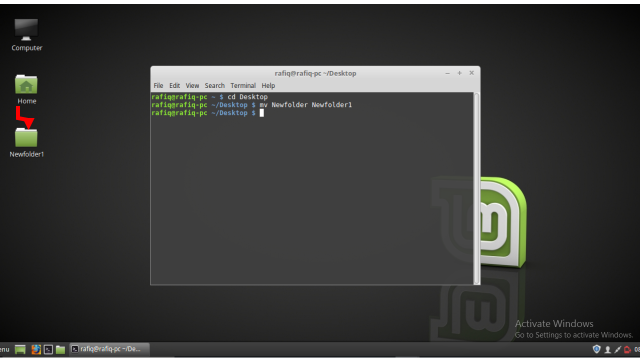 Computer
Home
Newfolder1
rafiq@rafiq-pc ~/Desktop
File Edit View Search Terminal Help
rafiq@rafiq-pc ~ $ cd Desktop
rafiq@rafiq-pc ~/Desktop $ mv Newfolder Newfolder1
rafiq@rafiq-pc ~/Desktop $
Activate Windows
Go to Settings to activate Windows.
enu
rafiq@rafiq-pc ~/De...